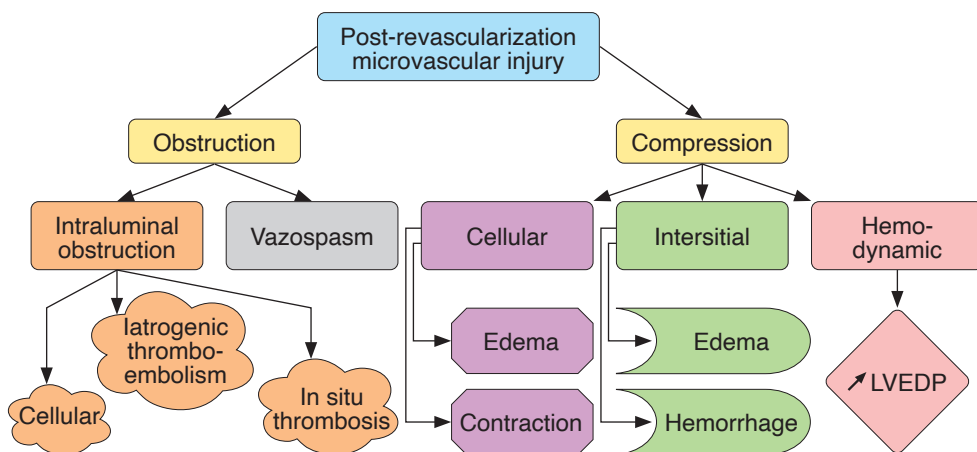 Post-revascularization
microvascular injury
Obstruction
Compression
Intraluminal
obstruction
Vazospasm
Cellular
Intersitial
Hemo-
dynamic
Iatrogenic
thrombo-
embolism
Cellular
In situ
thrombosis
Edema
Contraction
Edema
Hemorrhage
↗ LVEDP